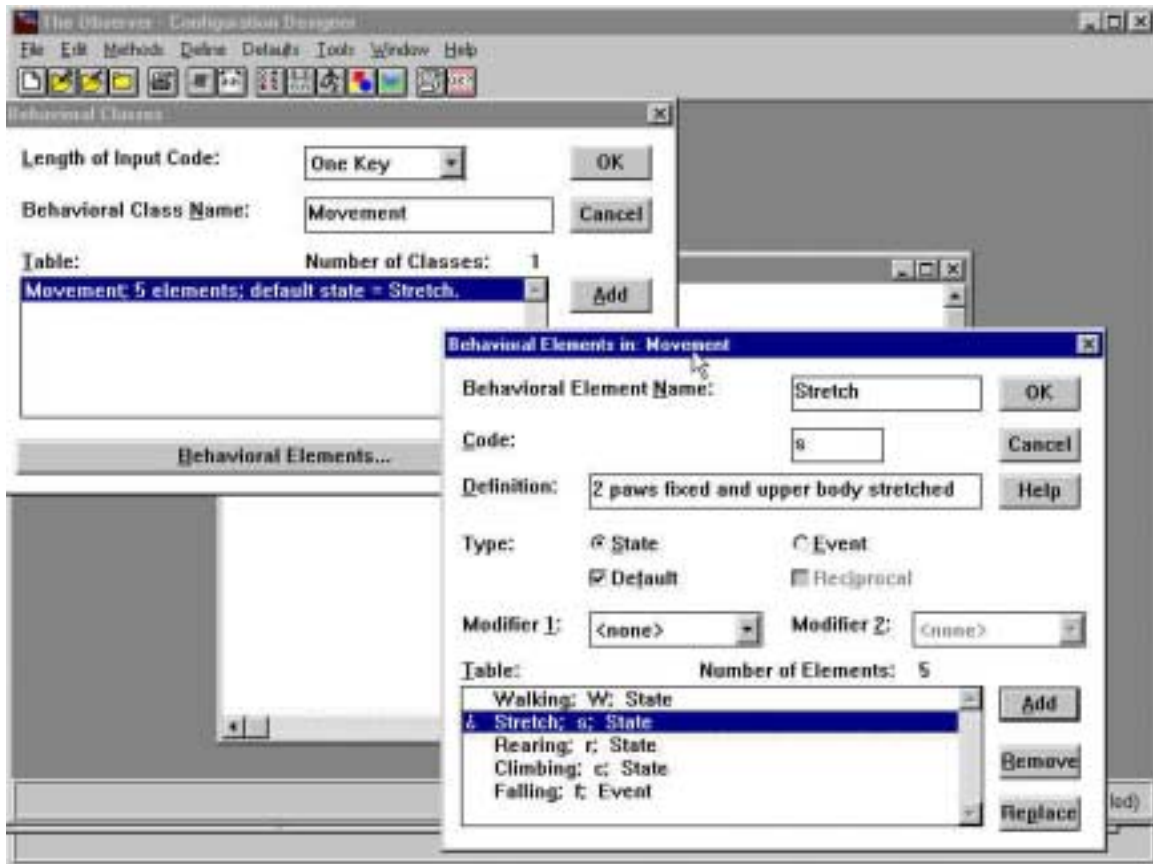 The Observer - Configuration Designer
File Edit Methods Define Defaults Tools Window Help
Behavioral Classes
Length of Input Code: One Key OK
Behavioral Class Name: Movement Cancel
Table: Number of Classes: 1
Movement; 5 elements; default state = Stretch. Add
Behavioral Elements...
Behavioral Elements in: Movement
Behavioral Element Name: Stretch OK
Code: s Cancel
Definition: 2 paws fixed and upper body stretched Help
Type: State Event
Default Reciprocal
Modifier 1: <none> Modifier 2: <none>
Table: Number of Elements: 5
Walking; W; State Add
Stretch; s; State
Rearing; r; State
Climbing; c; State Remove
Falling; f; Event
Replace
led)